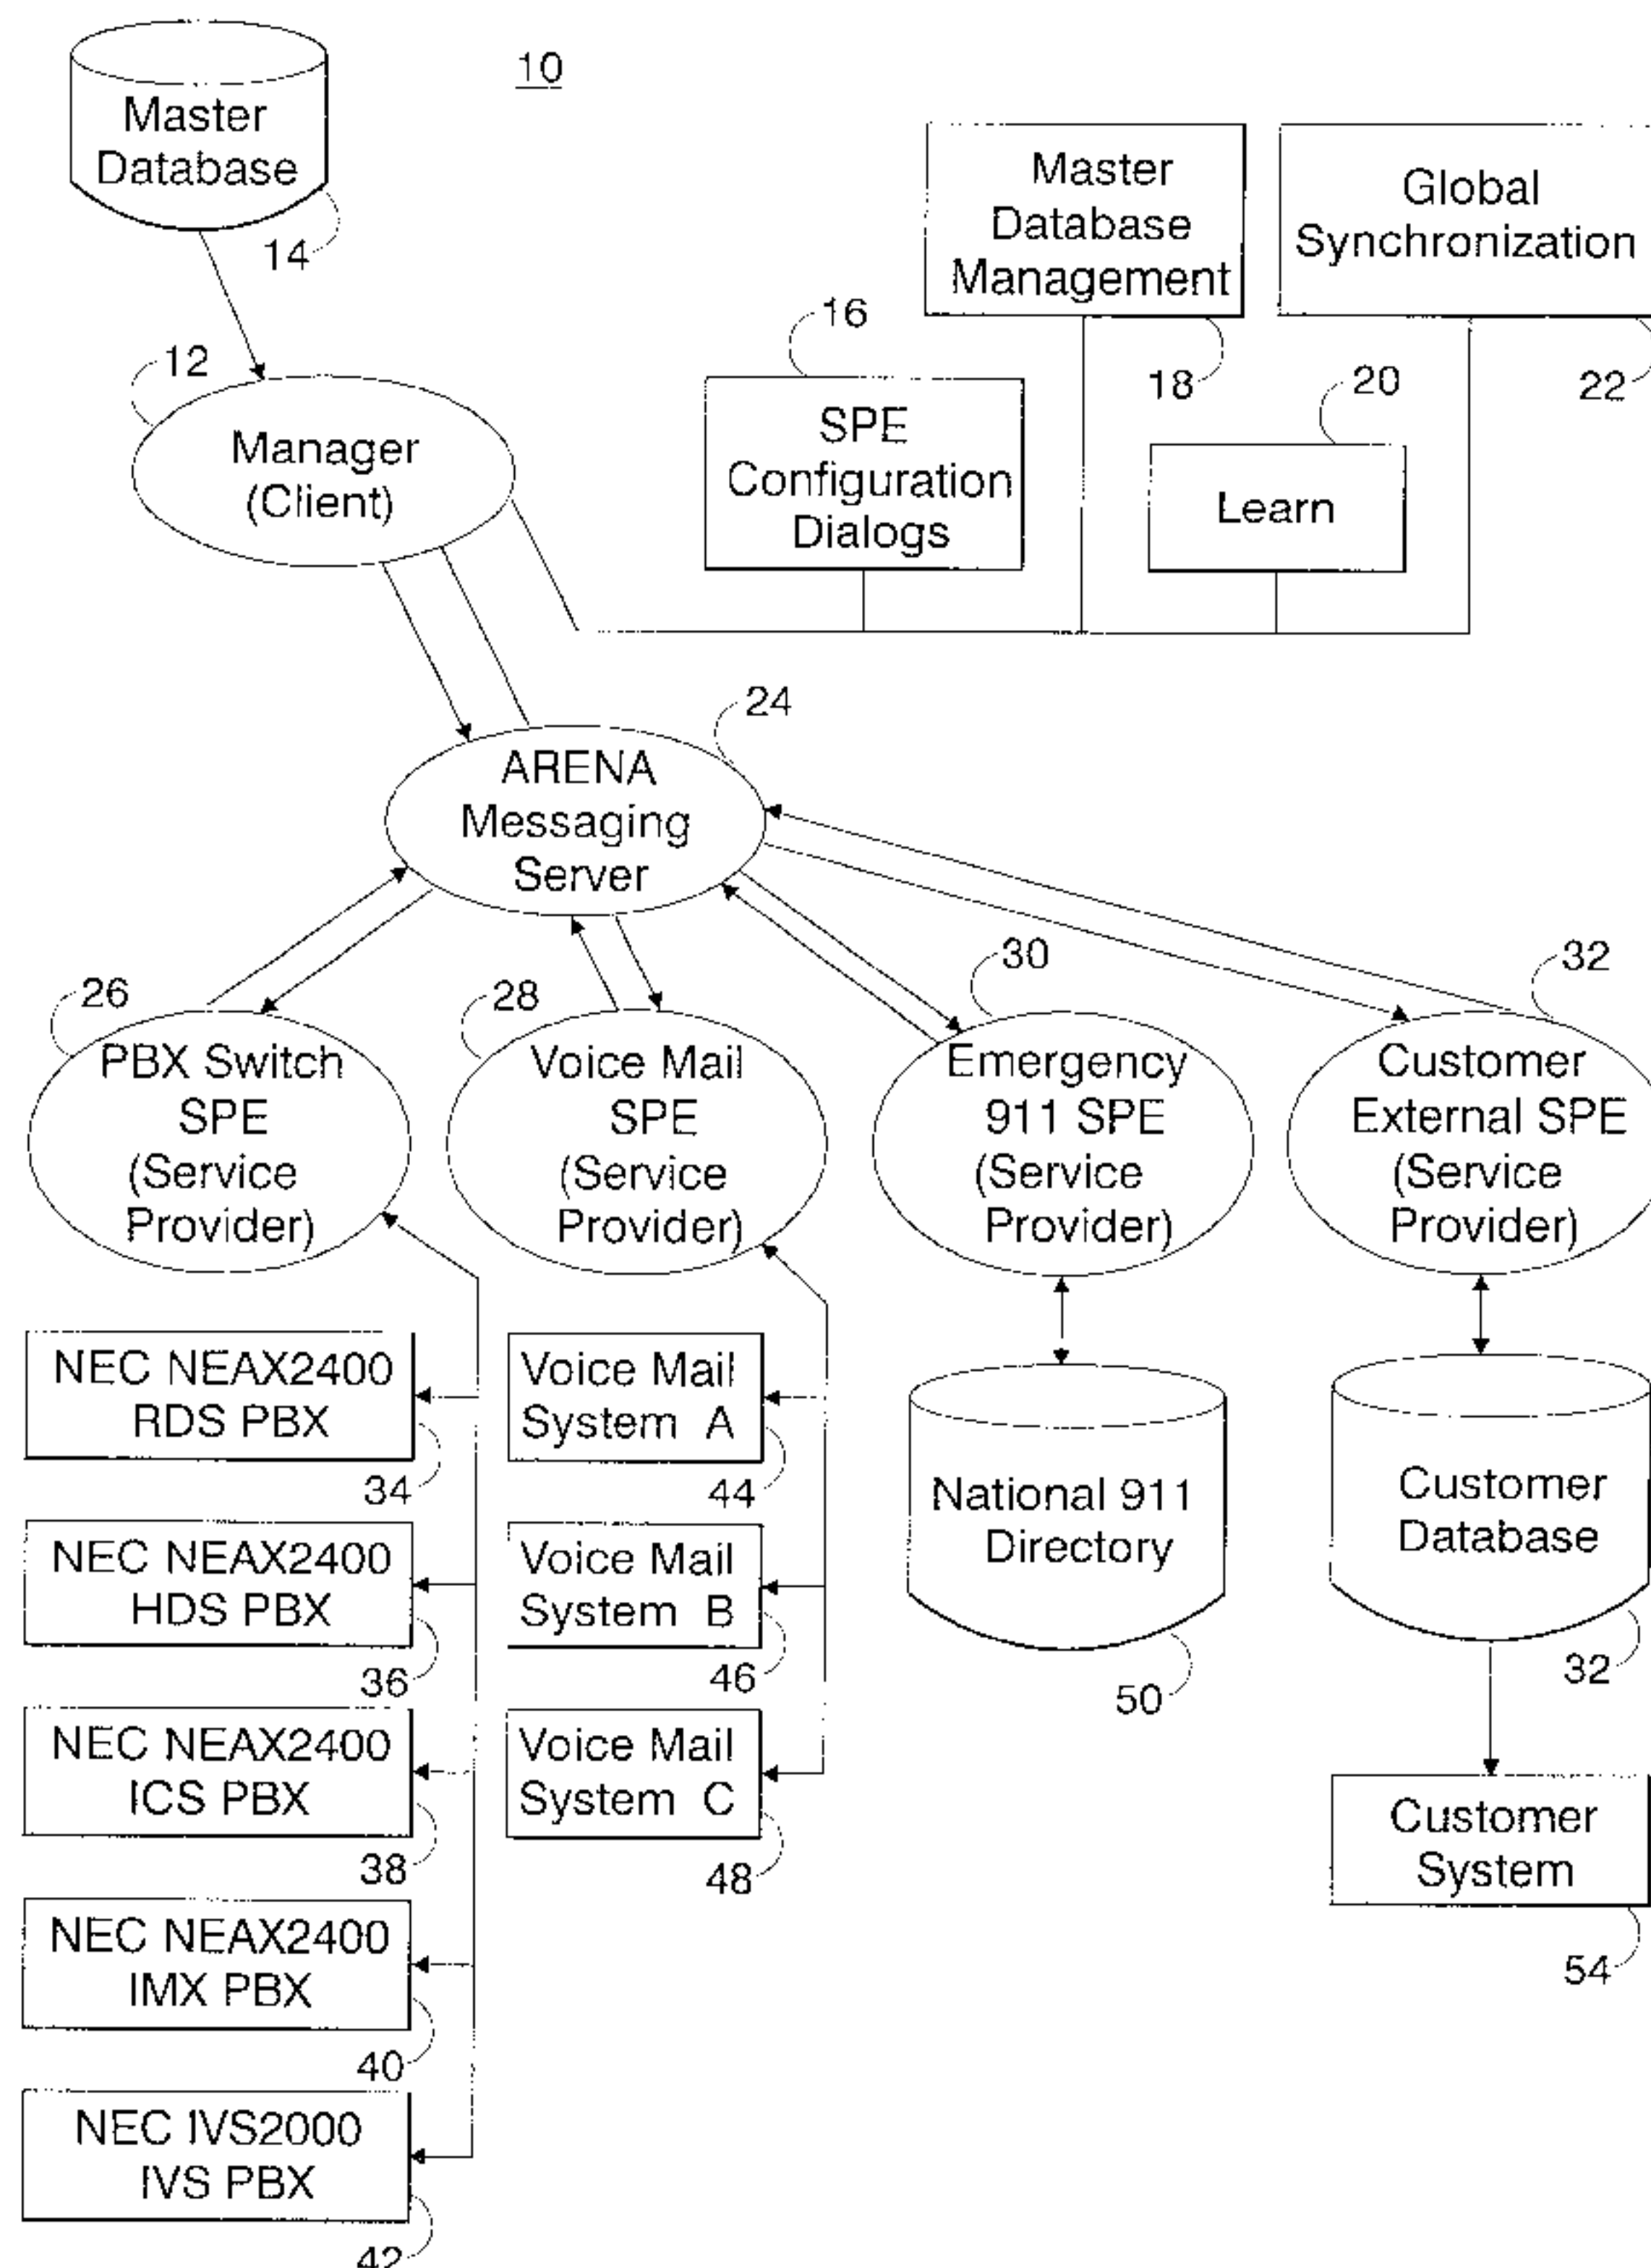 10
Master
Database
14
Master
Database
Management
18
Global
Synchronization
22
16
SPE
Configuration
Dialogs
20
Learn
12
Manager
(Client)
24
ARENA
Messaging
Server
26
PBX Switch
SPE
(Service
Provider)
28
Voice Mail
SPE
(Service
Provider)
30
Emergency
911 SPE
(Service
Provider)
32
Customer
External SPE
(Service
Provider)
NEC NEAX2400
RDS PBX
34
NEC NEAX2400
HDS PBX
36
NEC NEAX2400
ICS PBX
38
NEC NEAX2400
IMX PBX
40
NEC IVS2000
IVS PBX
42
Voice Mail
System A
44
Voice Mail
System B
46
Voice Mail
System C
48
National 911
Directory
50
Customer
Database
32
Customer
System
54